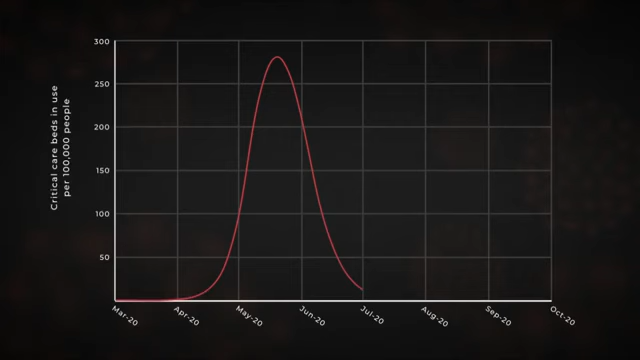 Critical care beds in use
per 100,000 people
300
250
200
150
100
50
Mar-20
Apr-20
May-20
Jun-20
Jul-20
Aug-20
Sep-20
Oct-20